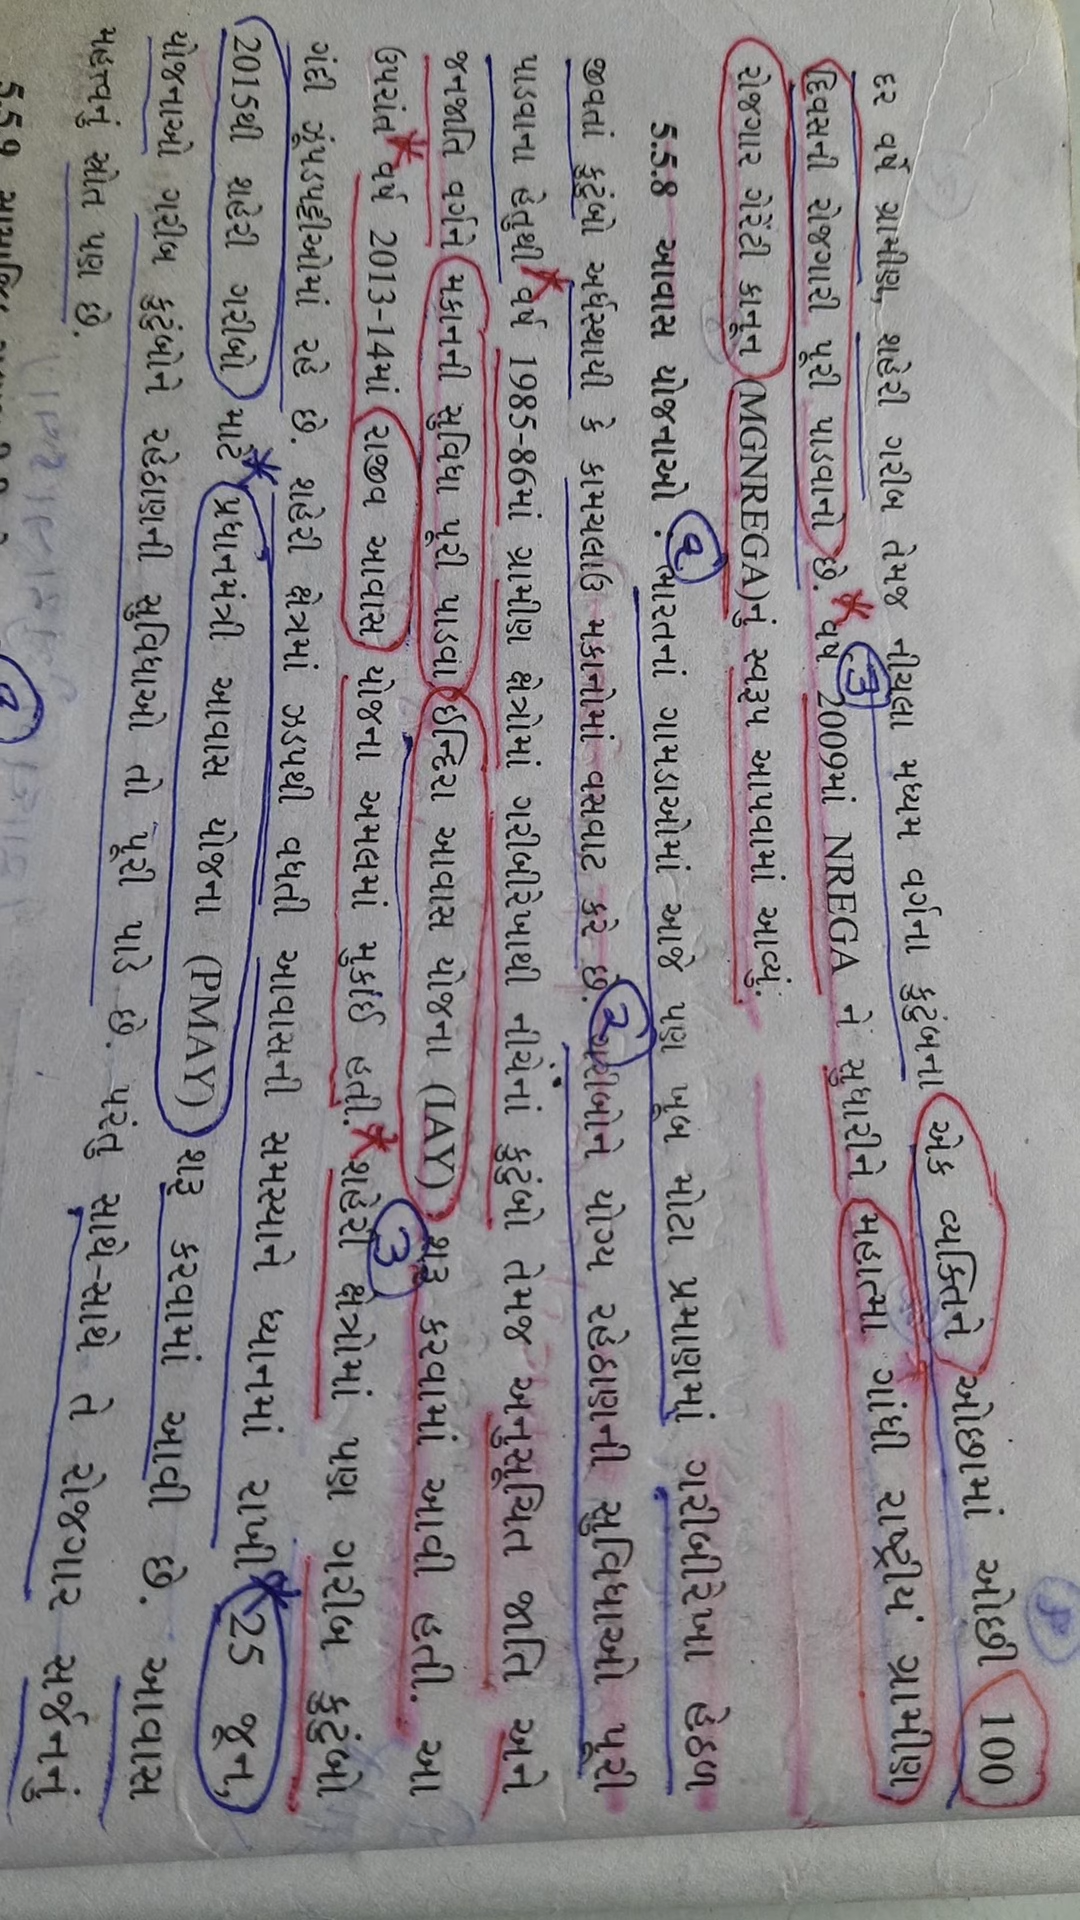 દર વર્ષે ગ્રામીણ, શહેરી ગરીબ તેમજ નીચલા મધ્યમ વર્ગના કુટુંબના એક વ્યક્તિને ઓછામાં ઓછી 100
દિવસની રોજગારી પૂરી પાડવાનો છે. વર્ષ 2009માં NREGA ને સુધારીને મહાત્મા ગાંધી રાષ્ટ્રીય ગ્રામીણ
રોજગાર ગેરંટી કાનૂન (MGNREGA)નું સ્વરૂપ આપવામાં આવ્યું.
5.5.8 આવાસ યોજનાઓ : ભારતનાં ગામડાઓમાં આજે પણ ખૂબ મોટા પ્રમાણમાં ગરીબીરેખા હેઠળ
જીવતાં કુટુંબો અર્ધસ્થાયી કે કામચલાઉ મકાનોમાં વસવાટ કરે છે. ગરીબોને યોગ્ય રહેઠાણની સુવિધાઓ પૂરી
પાડવાના હેતુથી વર્ષ 1985-86માં ગ્રામીણ ક્ષેત્રોમાં ગરીબીરેખાથી નીચેનાં કુટુંબો તેમજ અનુસૂચિત જાતિ અને
જનજાતિ વર્ગને મકાનની સુવિધા પૂરી પાડવા ઈન્દિરા આવાસ યોજના (IAY) શરૂ કરવામાં આવી હતી. આ
ઉપરાંત વર્ષ 2013-14માં રાજીવ આવાસ યોજના અમલમાં મુકાઈ હતી. શહેરી ક્ષેત્રોમાં પણ ગરીબ કુટુંબો
ગંદી ઝુંપડપટ્ટીઓમાં રહે છે. શહેરી ક્ષેત્રમાં ઝડપથી વધતી આવાસની સમસ્યાને ધ્યાનમાં રાખી 25 જૂન,
2015થી શહેરી ગરીબો માટે પ્રધાનમંત્રી આવાસ યોજના (PMAY) શરૂ કરવામાં આવી છે. આવાસ
યોજનાઓ ગરીબ કુટુંબોને રહેઠાણની સુવિધાઓ તો પૂરી પાડે છે. પરંતુ સાથે-સાથે તે રોજગાર સર્જનનું
મહત્વનું સ્રોત પણ છે.
5.5.9